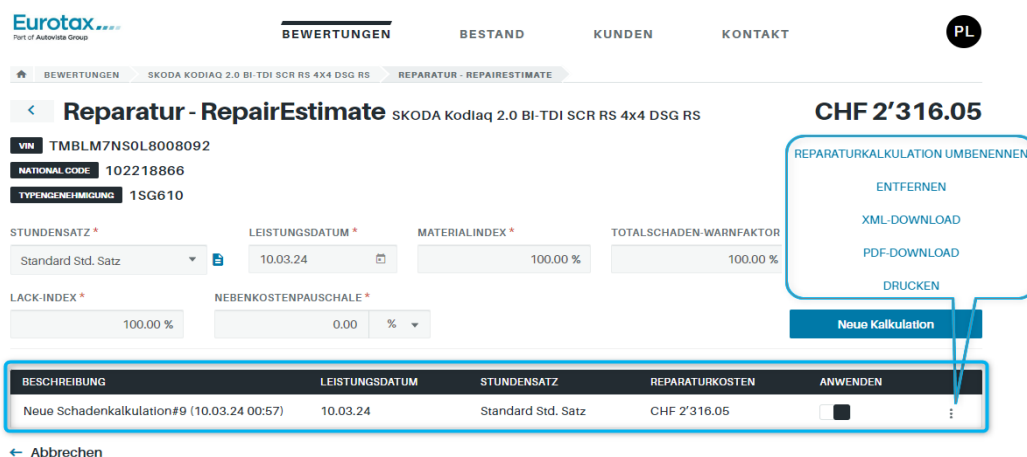 Eurotax
Part of Autovista Group
BEWERTUNGEN BESTAND KUNDEN KONTAKT PL
BEWERTUNGEN SKODA KODIAQ 2.0 BI-TDI SCR RS 4X4 DSG RS REPARATUR - REPAIRESTIMATE
Reparatur - RepairEstimate SKODA Kodiaq 2.0 BI-TDI SCR RS 4x4 DSG RS CHF 2'316.05
VIN TMBLM7NS0L8008092
NATIONAL CODE 102218866
TYPENGENEHMIGUNG 1SG610
REPARATURKALKULATION UMBENENNEN
ENTFERNEN
XML-DOWNLOAD
PDF-DOWNLOAD
DRUCKEN
STUNDENSATZ * LEISTUNGSDATUM * MATERIALINDEX * TOTALSCHADEN-WARNFAKTOR
Standard Std. Satz 10.03.24 100.00 % 100.00 %
LACK-INDEX * NEBENKOSTENPAUSCHALE *
100.00 % 0.00 % Neue Kalkulation
BESCHREIBUNG LEISTUNGSDATUM STUNDENSATZ REPARATURKOSTEN ANWENDEN
Neue Schadenkalkulation#9 (10.03.24 00:57) 10.03.24 Standard Std. Satz CHF 2'316.05
← Abbrechen